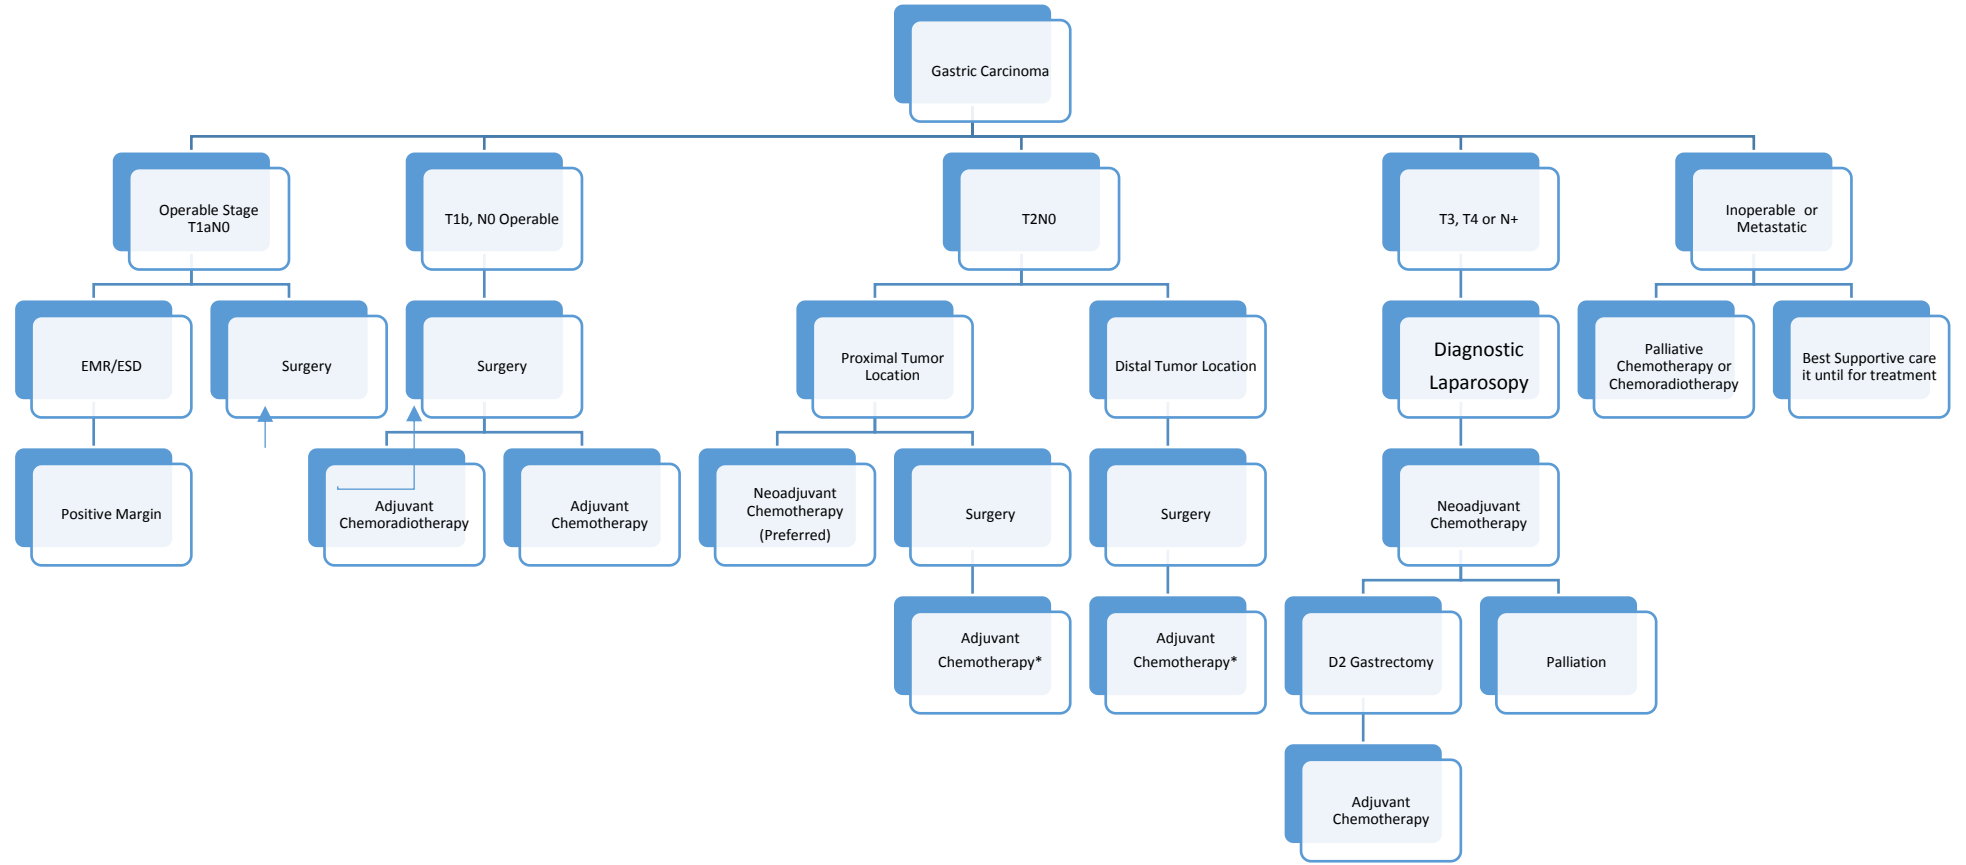 Gastric Carcinoma
Operable Stage
T1aN0
T1b, N0 Operable
T2N0
T3, T4 or N+
Inoperable or
Metastatic
EMR/ESD
Surgery
Surgery
Proximal Tumor
Location
Distal Tumor Location
Diagnostic
Laparosopy
Palliative
Chemotherapy or
Chemoradiotherapy
Best Supportive care
it until for treatment
Positive Margin
Adjuvant
Chemoradiotherapy
Adjuvant
Chemotherapy
Neoadjuvant
Chemotherapy
(Preferred)
Surgery
Surgery
Neoadjuvant
Chemotherapy
Adjuvant
Chemotherapy*
Adjuvant
Chemotherapy*
D2 Gastrectomy
Palliation
Adjuvant
Chemotherapy